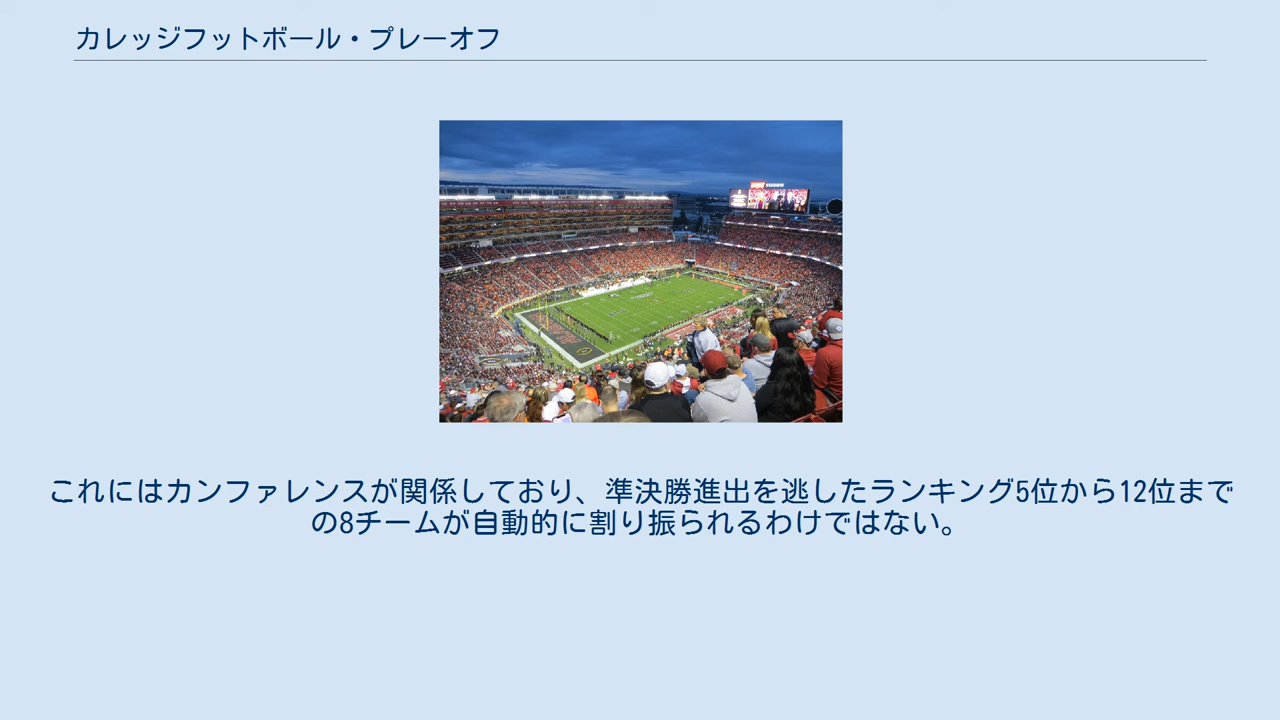 カレッジフットボール・プレーオフ
これにはカンファレンスが関係しており、準決勝進出を逃したランキング5位から12位まで
の8チームが自動的に割り振られるわけではない。